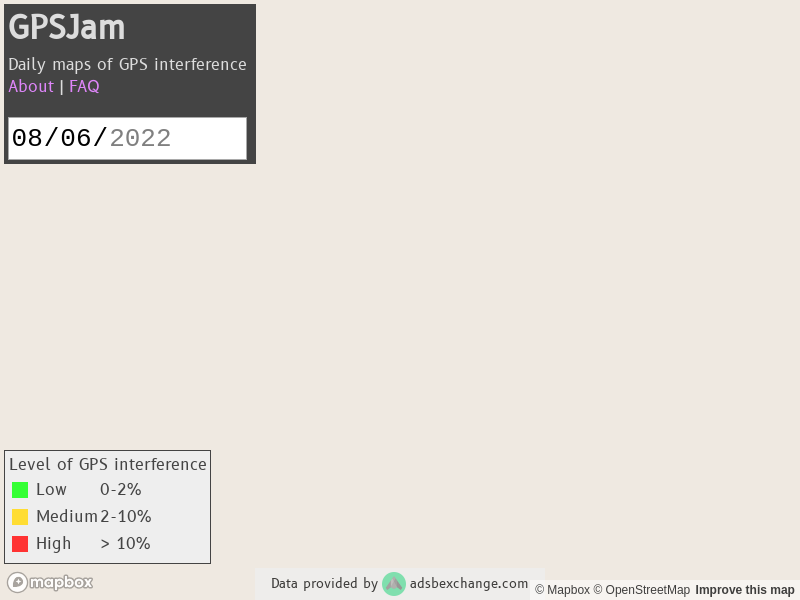 GPSJam
Daily maps of GPS interference
About | FAQ
08/06/2022
Level of GPS interference
Low 0-2%
Medium 2-10%
High > 10%
mapbox
Data provided by adsbexchange.com
© Mapbox © OpenStreetMap Improve this map